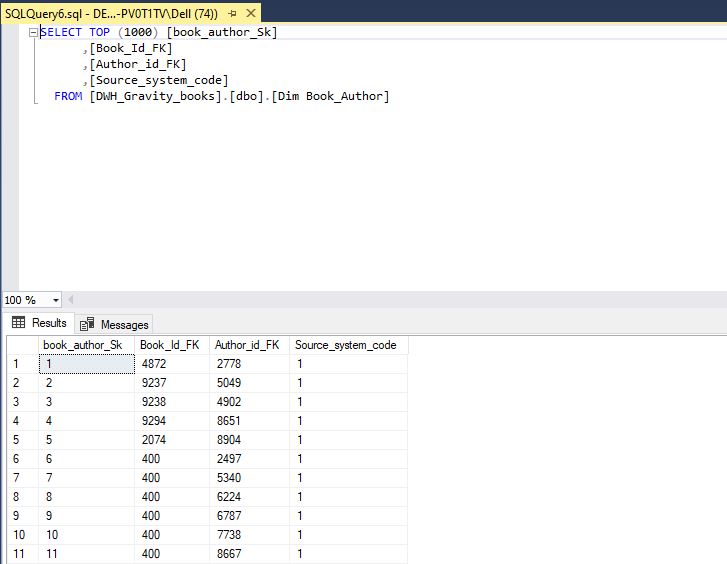 SQLQuery6.sql - DE...-PV0T1TV\Dell (74))
SELECT TOP (1000) [book_author_Sk]
,[Book_Id_FK]
,[Author_id_FK]
,[Source_system_code]
FROM [DWH_Gravity_books].[dbo].[Dim Book_Author]
100 %
Results Messages
book_author_Sk Book_Id_FK Author_id_FK Source_system_code
1 1 4872 2778 1
2 2 9237 5049 1
3 3 9238 4902 1
4 4 9294 8651 1
5 5 2074 8904 1
6 6 400 2497 1
7 7 400 5340 1
8 8 400 6224 1
9 9 400 6787 1
10 10 400 7738 1
11 11 400 8667 1